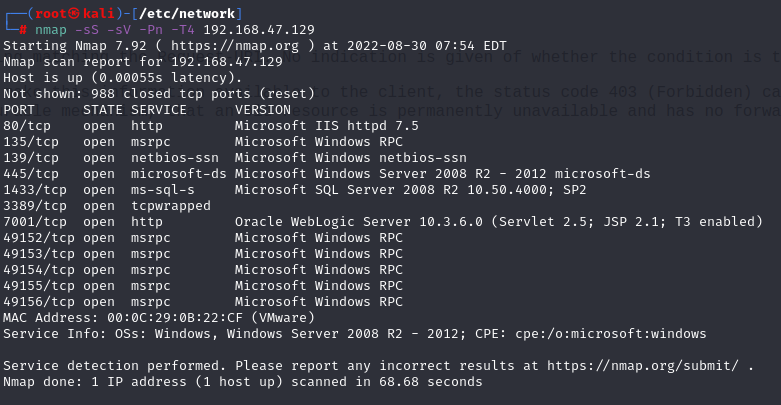 ┌──(root㉿kali)-[/etc/network]
└─# nmap -sS -sV -Pn -T4 192.168.47.129
Starting Nmap 7.92 ( https://nmap.org ) at 2022-08-30 07:54 EDT
Nmap scan report for 192.168.47.129
Host is up (0.00055s latency).
Not shown: 988 closed tcp ports (reset)
PORT      STATE SERVICE      VERSION
80/tcp    open  http         Microsoft IIS httpd 7.5
135/tcp   open  msrpc        Microsoft Windows RPC
139/tcp   open  netbios-ssn  Microsoft Windows netbios-ssn
445/tcp   open  microsoft-ds Microsoft Windows Server 2008 R2 - 2012 microsoft-ds
1433/tcp  open  ms-sql-s     Microsoft SQL Server 2008 R2 10.50.4000; SP2
3389/tcp  open  tcpwrapped
7001/tcp  open  http         Oracle WebLogic Server 10.3.6.0 (Servlet 2.5; JSP 2.1; T3 enabled)
49152/tcp open  msrpc        Microsoft Windows RPC
49153/tcp open  msrpc        Microsoft Windows RPC
49154/tcp open  msrpc        Microsoft Windows RPC
49155/tcp open  msrpc        Microsoft Windows RPC
49156/tcp open  msrpc        Microsoft Windows RPC
MAC Address: 00:0C:29:0B:22:CF (VMware)
Service Info: OSs: Windows, Windows Server 2008 R2 - 2012; CPE: cpe:/o:microsoft:windows

Service detection performed. Please report any incorrect results at https://nmap.org/submit/ .
Nmap done: 1 IP address (1 host up) scanned in 68.68 seconds